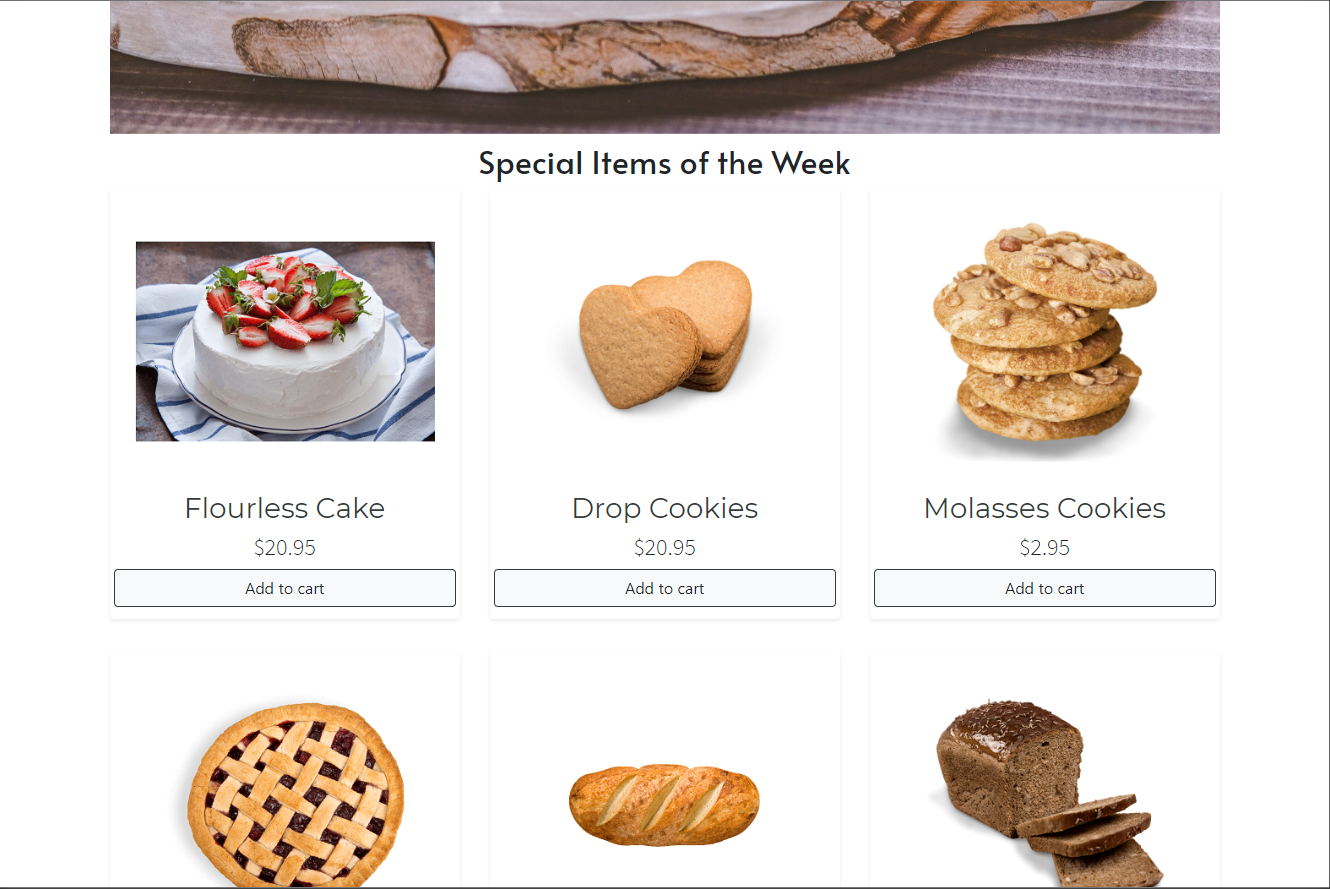 Special Items of the Week
Flourless Cake
$20.95
Add to cart
Drop Cookies
$20.95
Add to cart
Molasses Cookies
$2.95
Add to cart